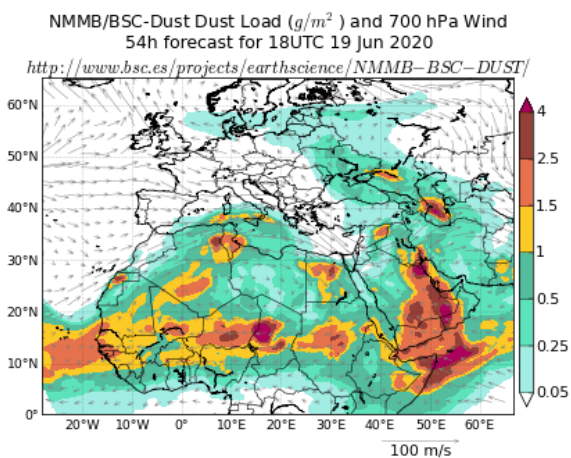 NMMB/BSC-Dust Dust Load (g/m² ) and 700 hPa Wind
54h forecast for 18UTC 19 Jun 2020
http://www.bsc.es/projects/earthscience/NMMB−BSC−DUST/
60°N
50°N
40°N
30°N
20°N
10°N
0°
20°W
10°W
0°
10°E
20°E
30°E
40°E
50°E
60°E
4
2.5
1.5
1
0.5
0.25
0.05
100 m/s